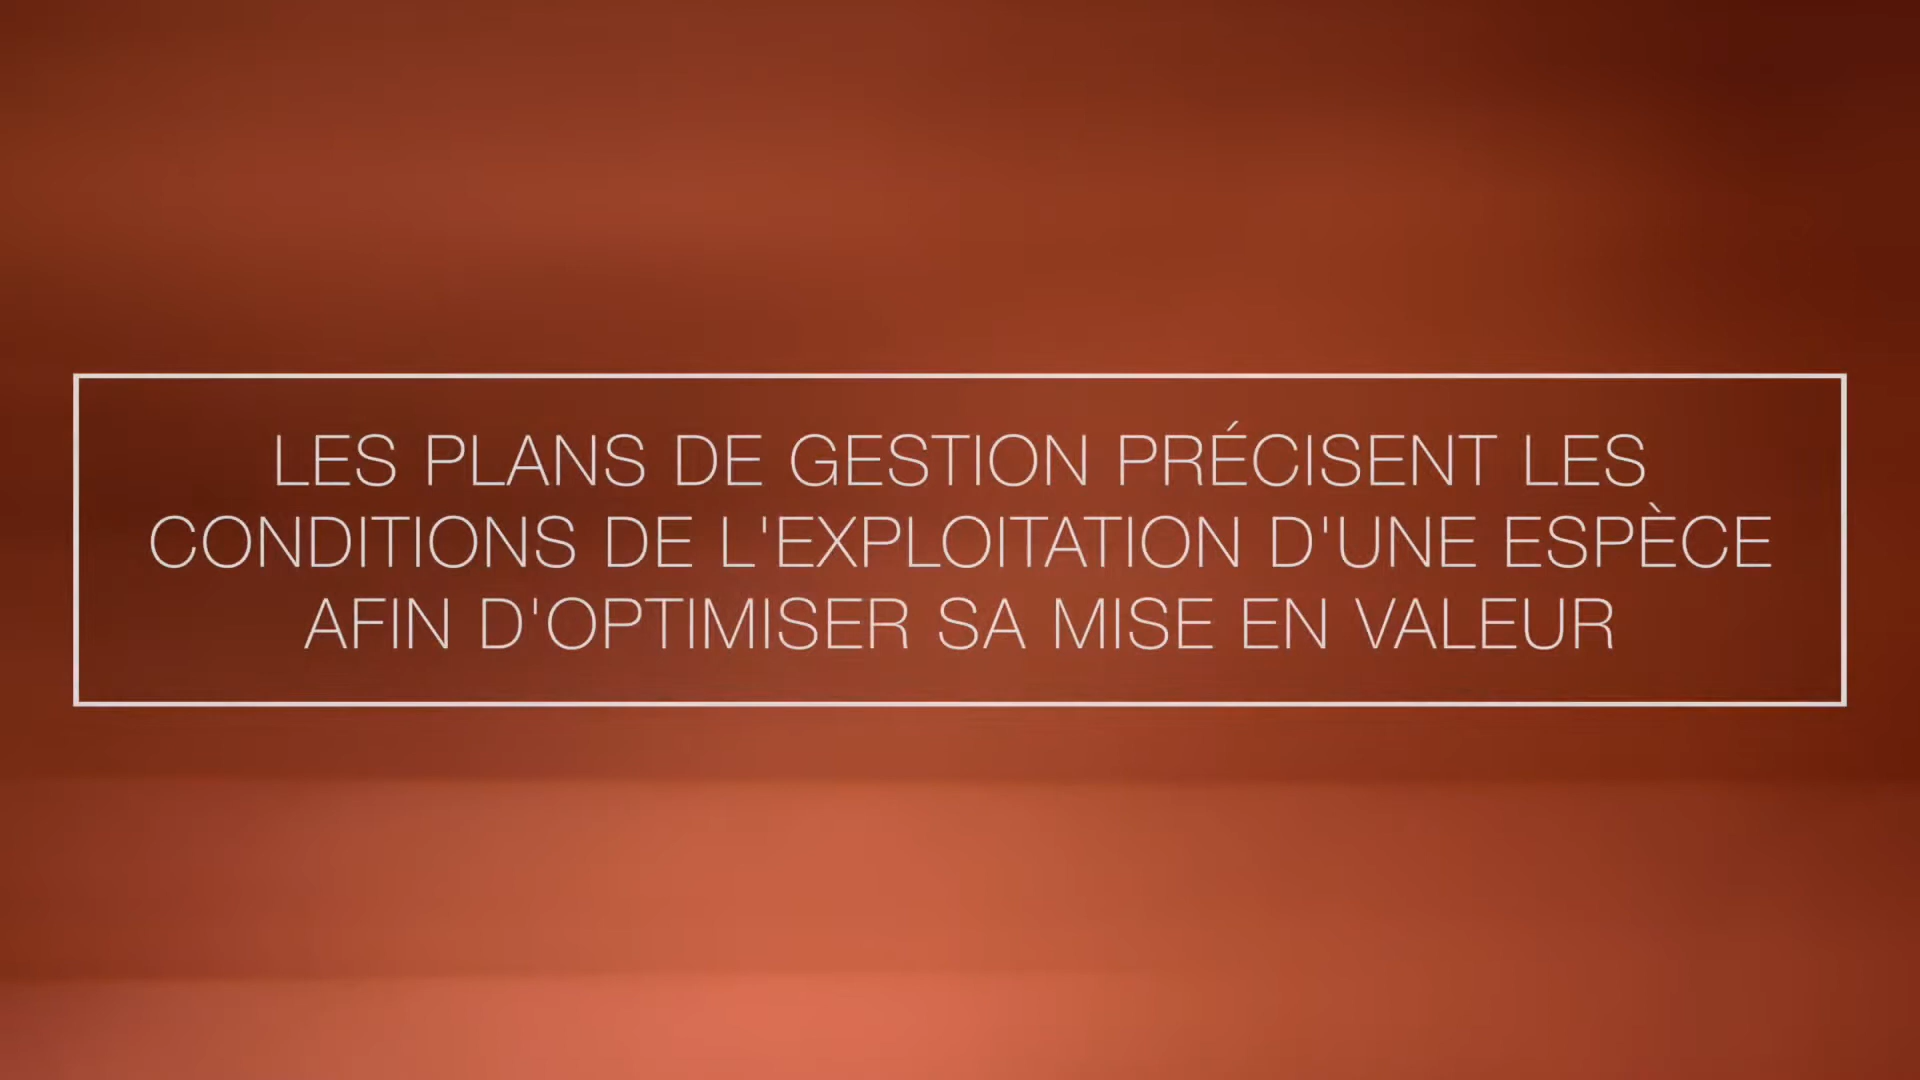 LES PLANS DE GESTION PRÉCISENT LES
CONDITIONS DE L'EXPLOITATION D'UNE ESPÈCE
AFIN D'OPTIMISER SA MISE EN VALEUR